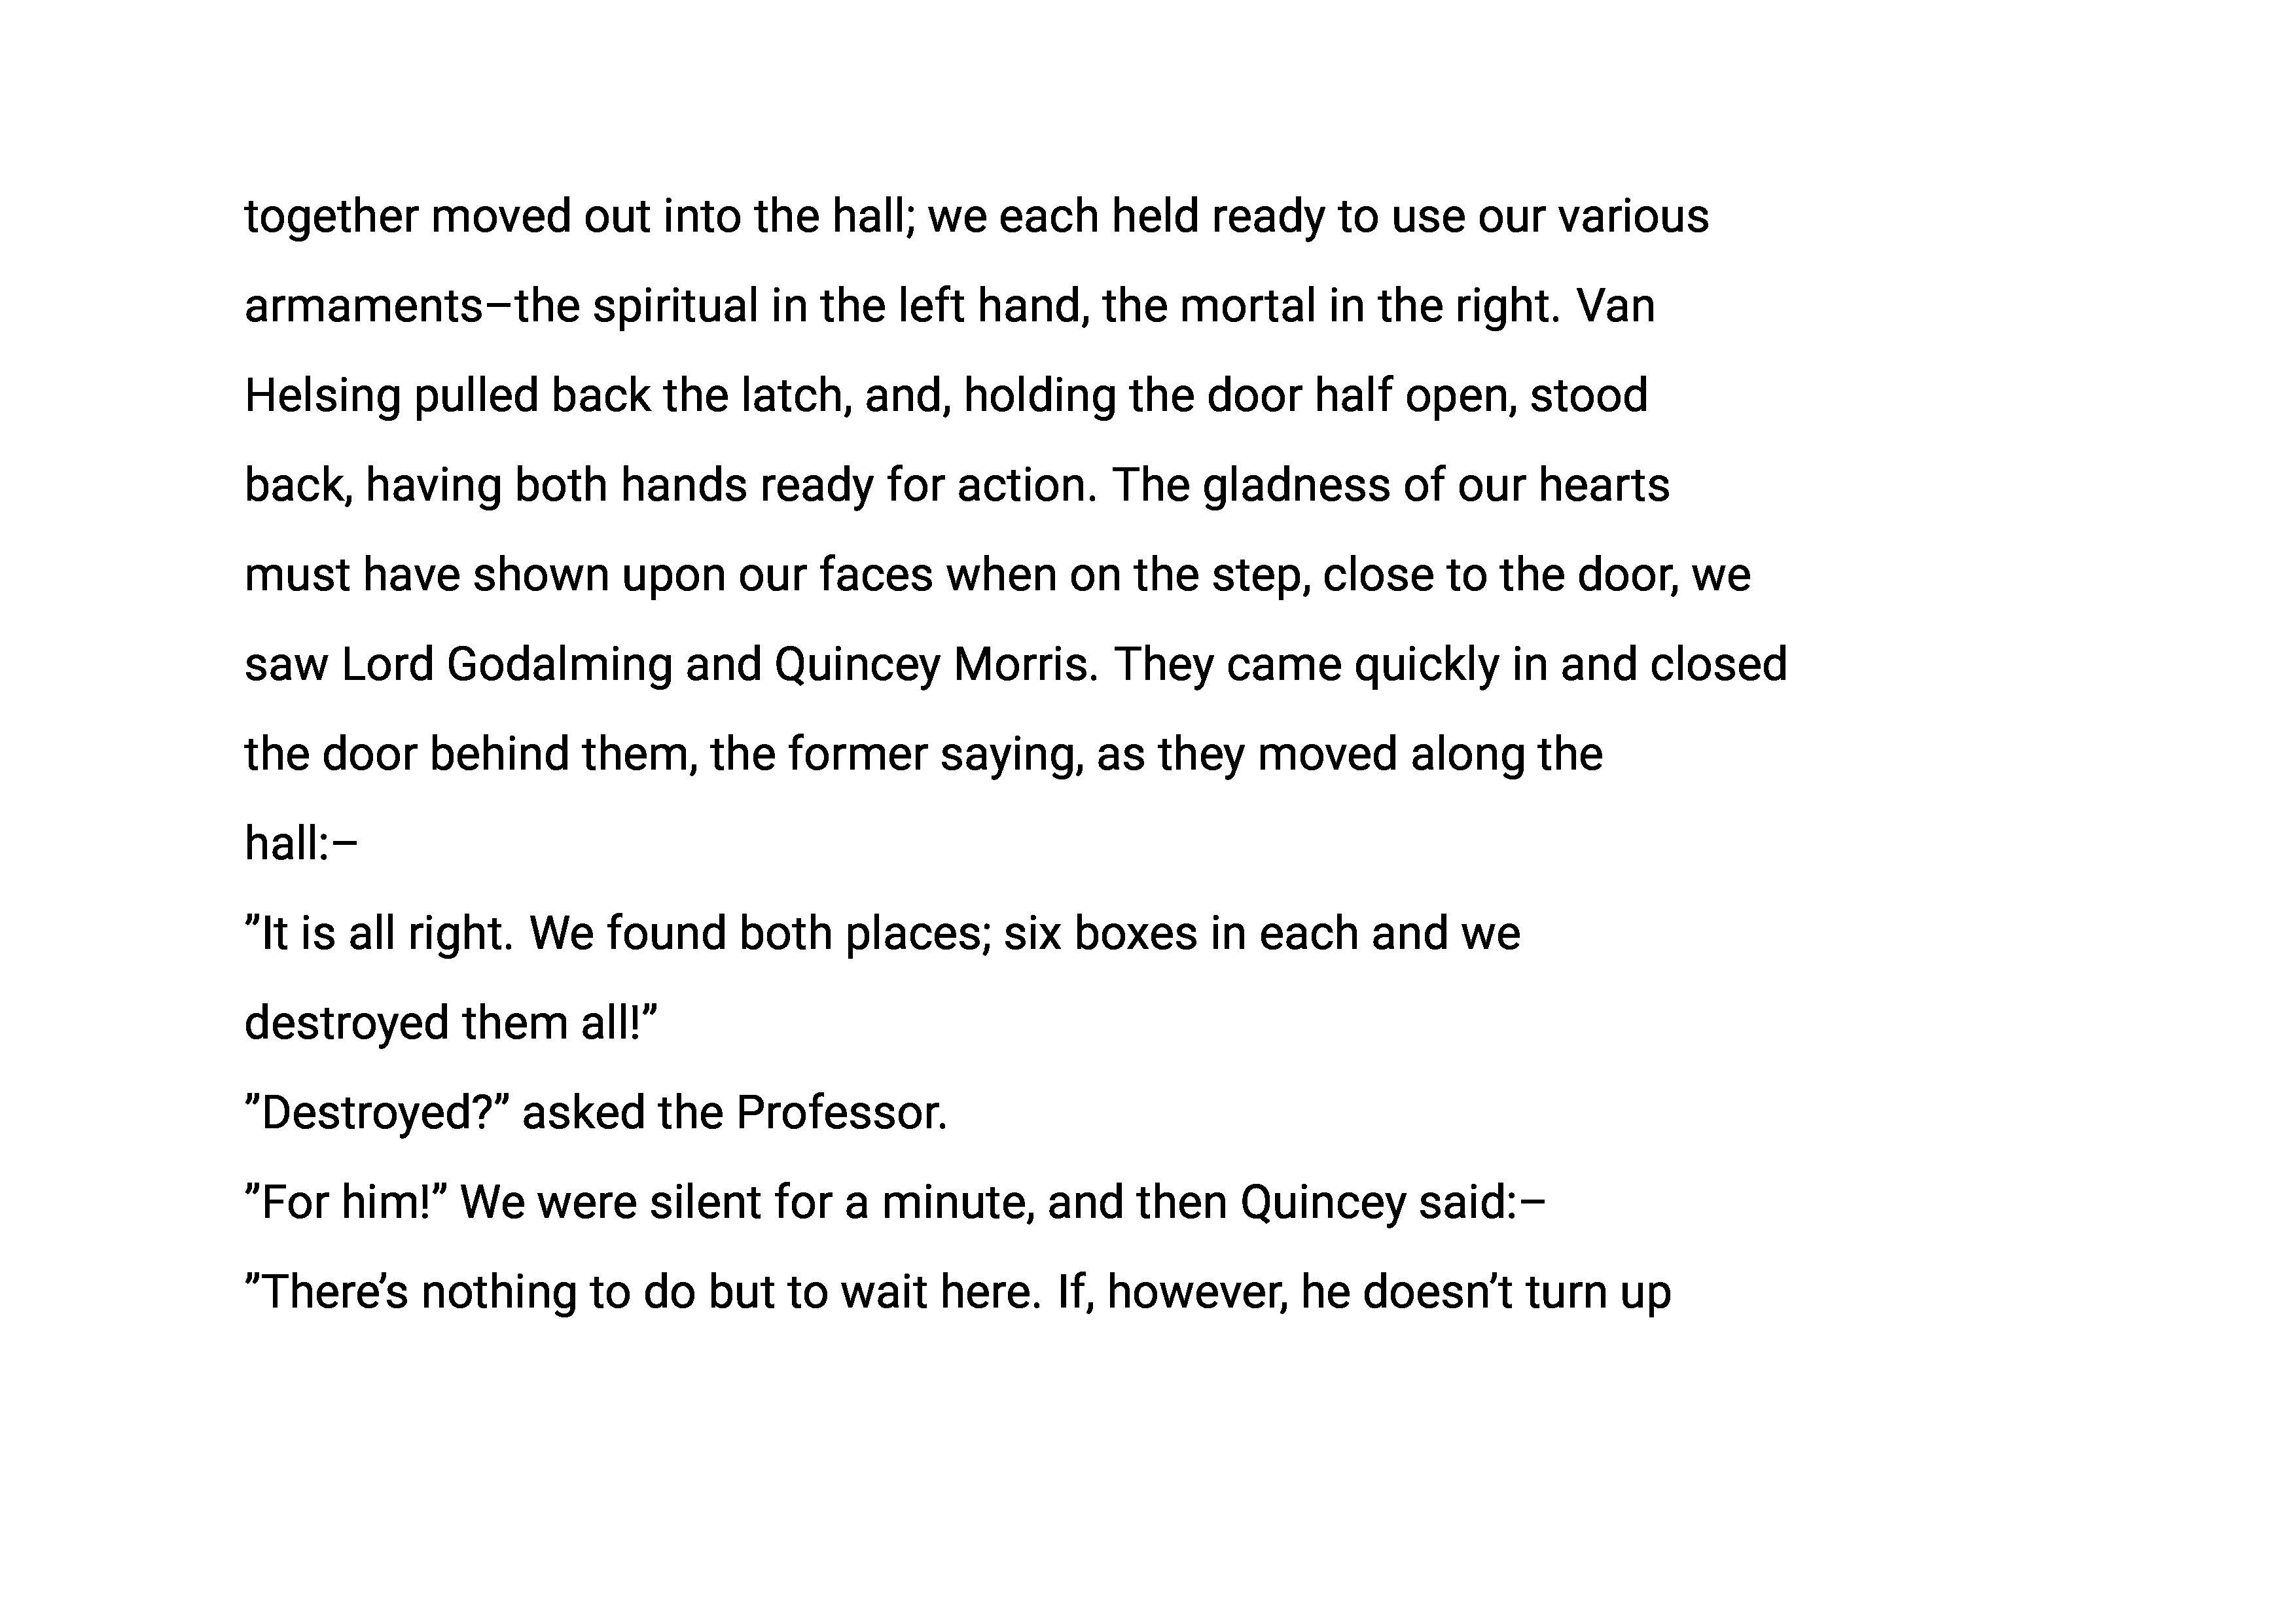 together moved out into the hall; we each held ready to use our various
armaments–the spiritual in the left hand, the mortal in the right. Van
Helsing pulled back the latch, and, holding the door half open, stood
back, having both hands ready for action. The gladness of our hearts
must have shown upon our faces when on the step, close to the door, we
saw Lord Godalming and Quincey Morris. They came quickly in and closed
the door behind them, the former saying, as they moved along the
hall:–
”It is all right. We found both places; six boxes in each and we
destroyed them all!”
”Destroyed?” asked the Professor.
”For him!” We were silent for a minute, and then Quincey said:–
”There’s nothing to do but to wait here. If, however, he doesn’t turn up